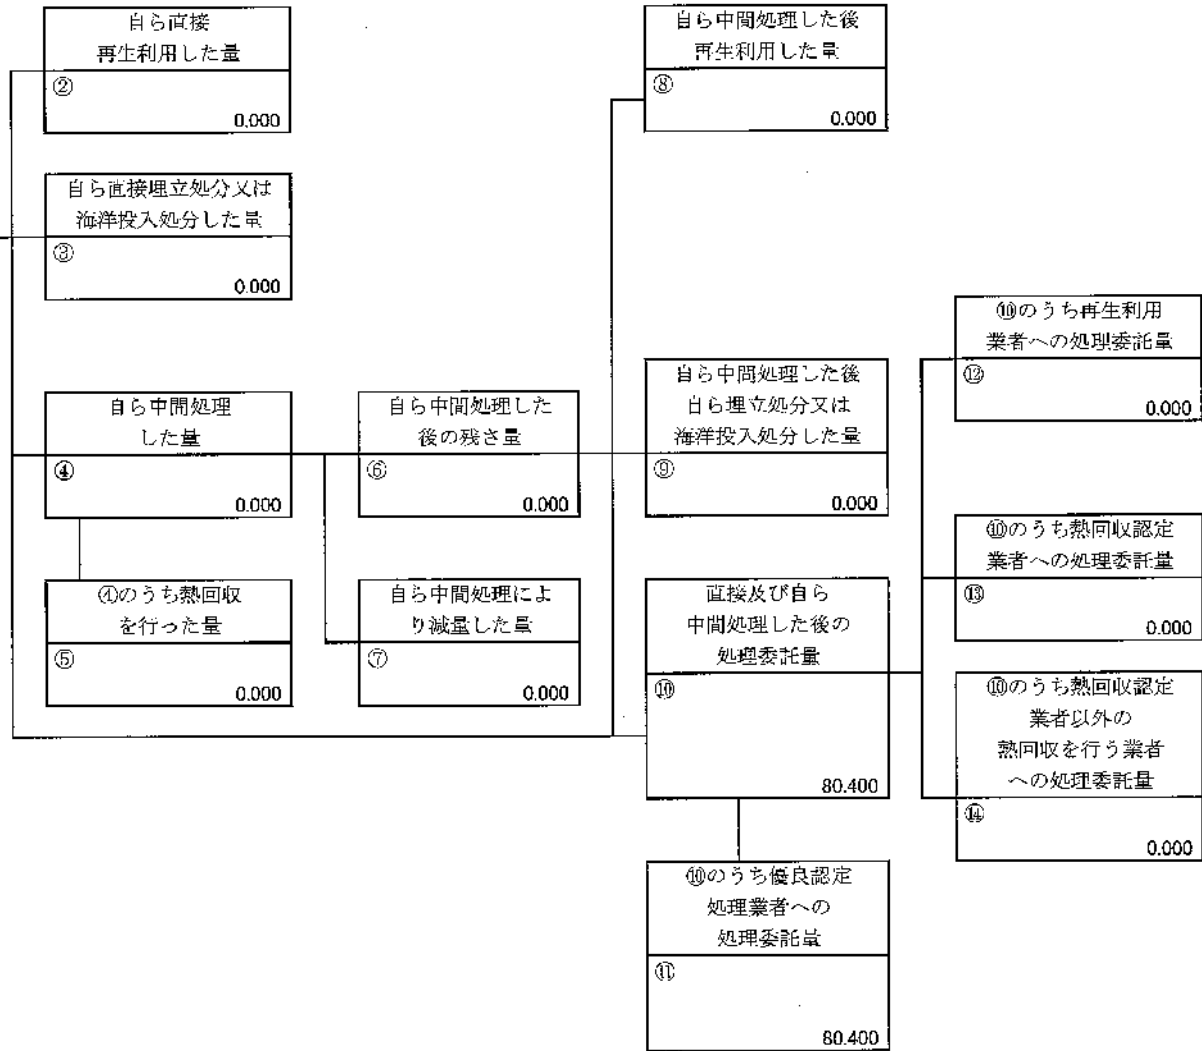 自ら直接
再生利用した量
②
0.000
自ら中間処理した後
再生利用した量
⑧
0.000
自ら直接埋立処分又は
海洋投入処分した量
③
0.000
⑩のうち再生利用
業者への処理委託量
⑫
0.000
自ら中間処理
した量
④
0.000
自ら中間処理した
後の残さ量
⑥
0.000
自ら中間処理した後
自ら埋立処分又は
海洋投入処分した量
⑨
0.000
⑩のうち熱回収認定
業者への処理委託量
⑬
0.000
④のうち熱回収
を行った量
⑤
0.000
自ら中間処理によ
り減量した量
⑦
0.000
直接及び自ら
中間処理した後の
処理委託量
⑩
80.400
⑩のうち熱回収認定
業者以外の
熱回収を行う業者
への処理委託量
⑭
0.000
⑩のうち優良認定
処理業者への
処理委託量
⑪
80.400